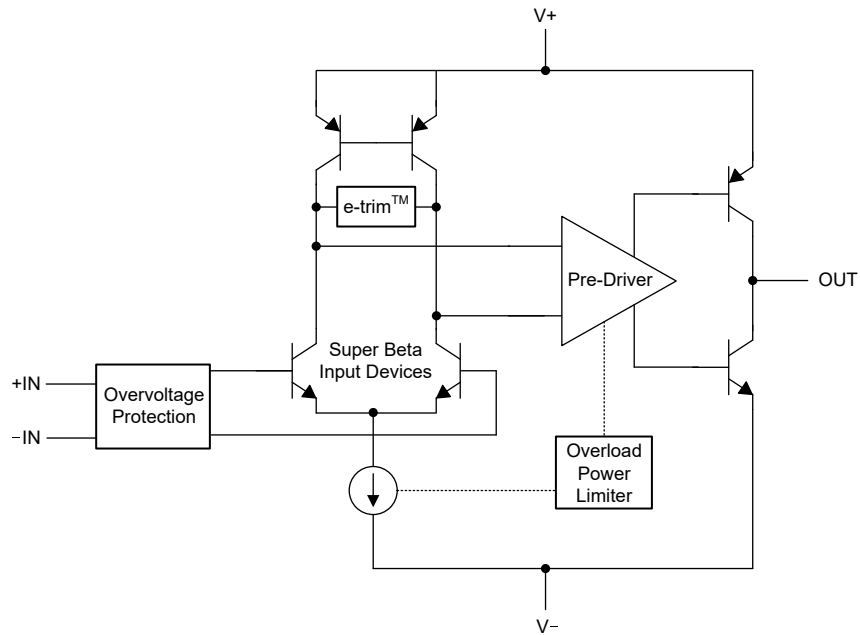 V+
e-trim™
Pre-Driver
OUT
Super Beta
Input Devices
+IN
Overvoltage
Protection
−IN
Overload
Power
Limiter
V−